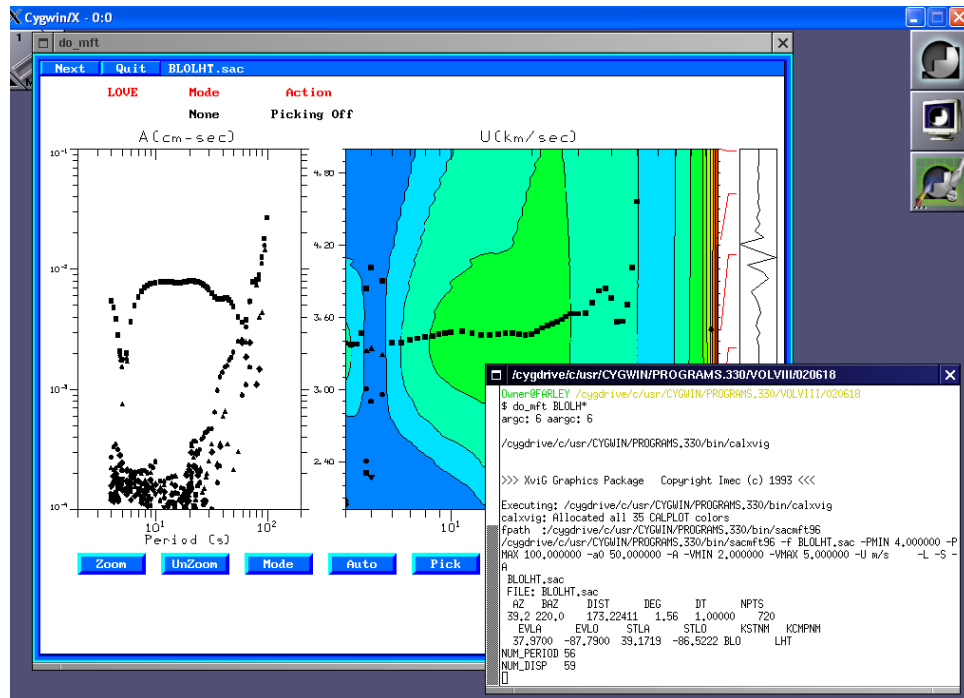 Cygwin/X - 0:0
1
do_mft
Next Quit BLOLHT.sac
LOVE Mode Action
None Picking Off
A(cm-sec) U(km/sec)
10^-1
10^-2
10^-3
10^-4
4.80
4.20
3.60
3.00
2.40
10^1 10^2 10^1
Period (s)
Zoom UnZoom Mode Auto Pick
/cygdrive/c/usr/CYGWIN/PROGRAMS.330/VOLVIII/020618
Owner@FARLEY /cygdrive/c/usr/CYGWIN/PROGRAMS.330/VOLVIII/020618
$ do_mft BLOLH*
argc: 6 aargc: 6
/cygdrive/c/usr/CYGWIN/PROGRAMS.330/bin/calxvig
>>> XviG Graphics Package Copyright Imec (c) 1993 <<<
Executing: /cygdrive/c/usr/CYGWIN/PROGRAMS.330/bin/calxvig
calxvig: Allocated all 35 CALPLOT colors
fpath :/cygdrive/c/usr/CYGWIN/PROGRAMS.330/bin/sacmft96
/cygdrive/c/usr/CYGWIN/PROGRAMS.330/bin/sacmft96 -f BLOLHT.sac -PMIN 4.000000 -P
MAX 100.000000 -a0 50.000000 -A -VMIN 2.000000 -VMAX 5.000000 -U m/s -L -S -
A
BLOLHT.sac
FILE: BLOLHT.sac
AZ BAZ DIST DEG DT NPTS
39.2 220.0 173.22411 1.56 1.00000 720
EVLA EVLO STLA STLO KSTNM KCMPNM
37.9700 -87.7900 39.1719 -86.5222 BLO LHT
NUM_PERIOD 56
NUM_DISP 59